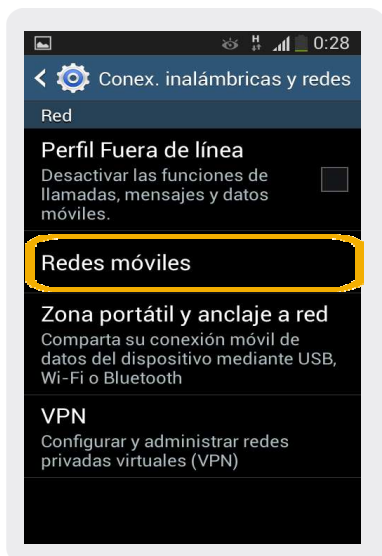 H 0:28
Conex. inalámbricas y redes
Red
Perfil Fuera de línea
Desactivar las funciones de
llamadas, mensajes y datos
móviles.
Redes móviles
Zona portátil y anclaje a red
Comparta su conexión móvil de
datos del dispositivo mediante USB,
Wi-Fi o Bluetooth
VPN
Configurar y administrar redes
privadas virtuales (VPN)